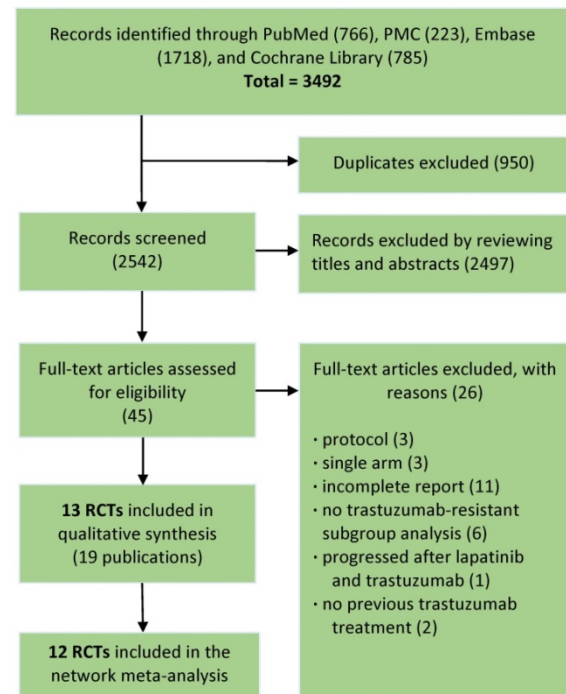 Records identified through PubMed (766), PMC (223), Embase
(1718), and Cochrane Library (785)
Total = 3492
Duplicates excluded (950)
Records screened
(2542)
Records excluded by reviewing
titles and abstracts (2497)
Full-text articles assessed
for eligibility
(45)
Full-text articles excluded, with
reasons (26)
· protocol (3)
· single arm (3)
· incomplete report (11)
· no trastuzumab-resistant
subgroup analysis (6)
· progressed after lapatinib
and trastuzumab (1)
· no previous trastuzumab
treatment (2)
13 RCTs included in
qualitative synthesis
(19 publications)
12 RCTs included in the
network meta-analysis